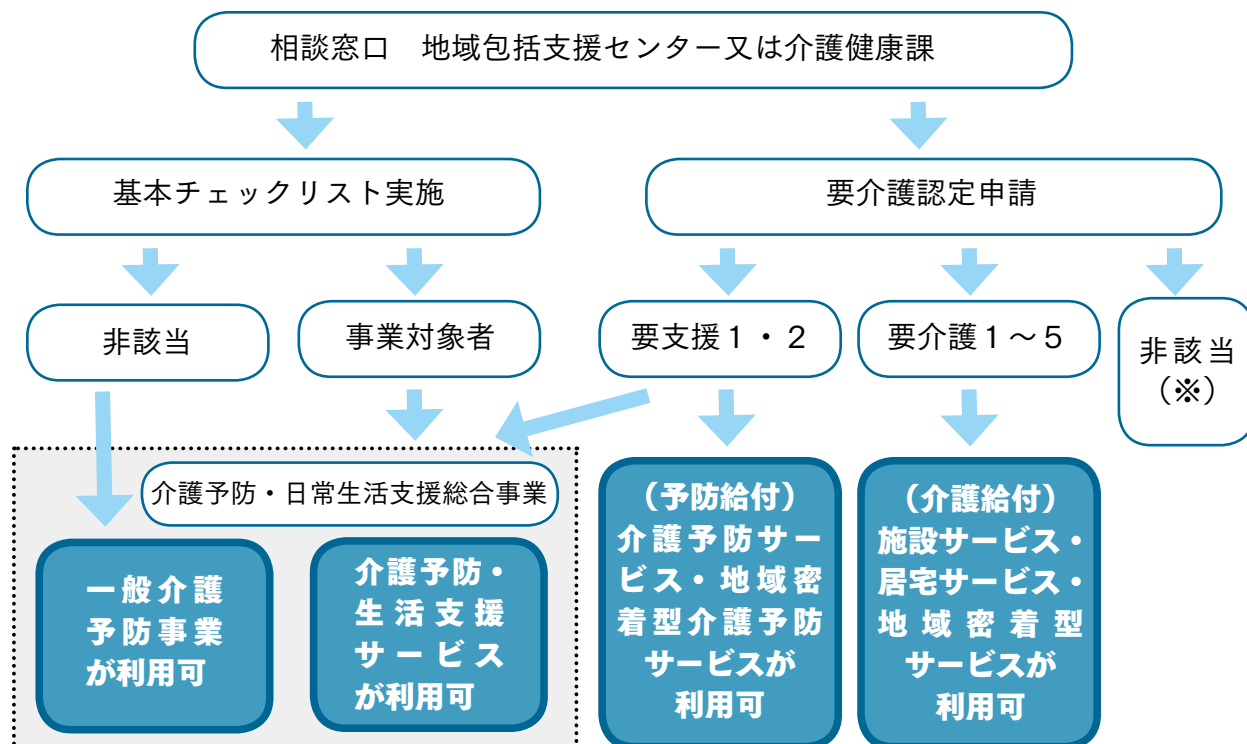 相談窓口　地域包括支援センター又は介護健康課
基本チェックリスト実施
要介護認定申請
非該当
事業対象者
要支援１・２
要介護１～５
非該当
（※）
介護予防・日常生活支援総合事業
一般介護
予防事業
が利用可
介護予防・
生活支援
サービス
が利用可
（予防給付）
介護予防サー
ビス・地域密
着型介護予防
サービスが
利用可
（介護給付）
施設サービス・
居宅サービス・
地域密着型
サービスが
利用可